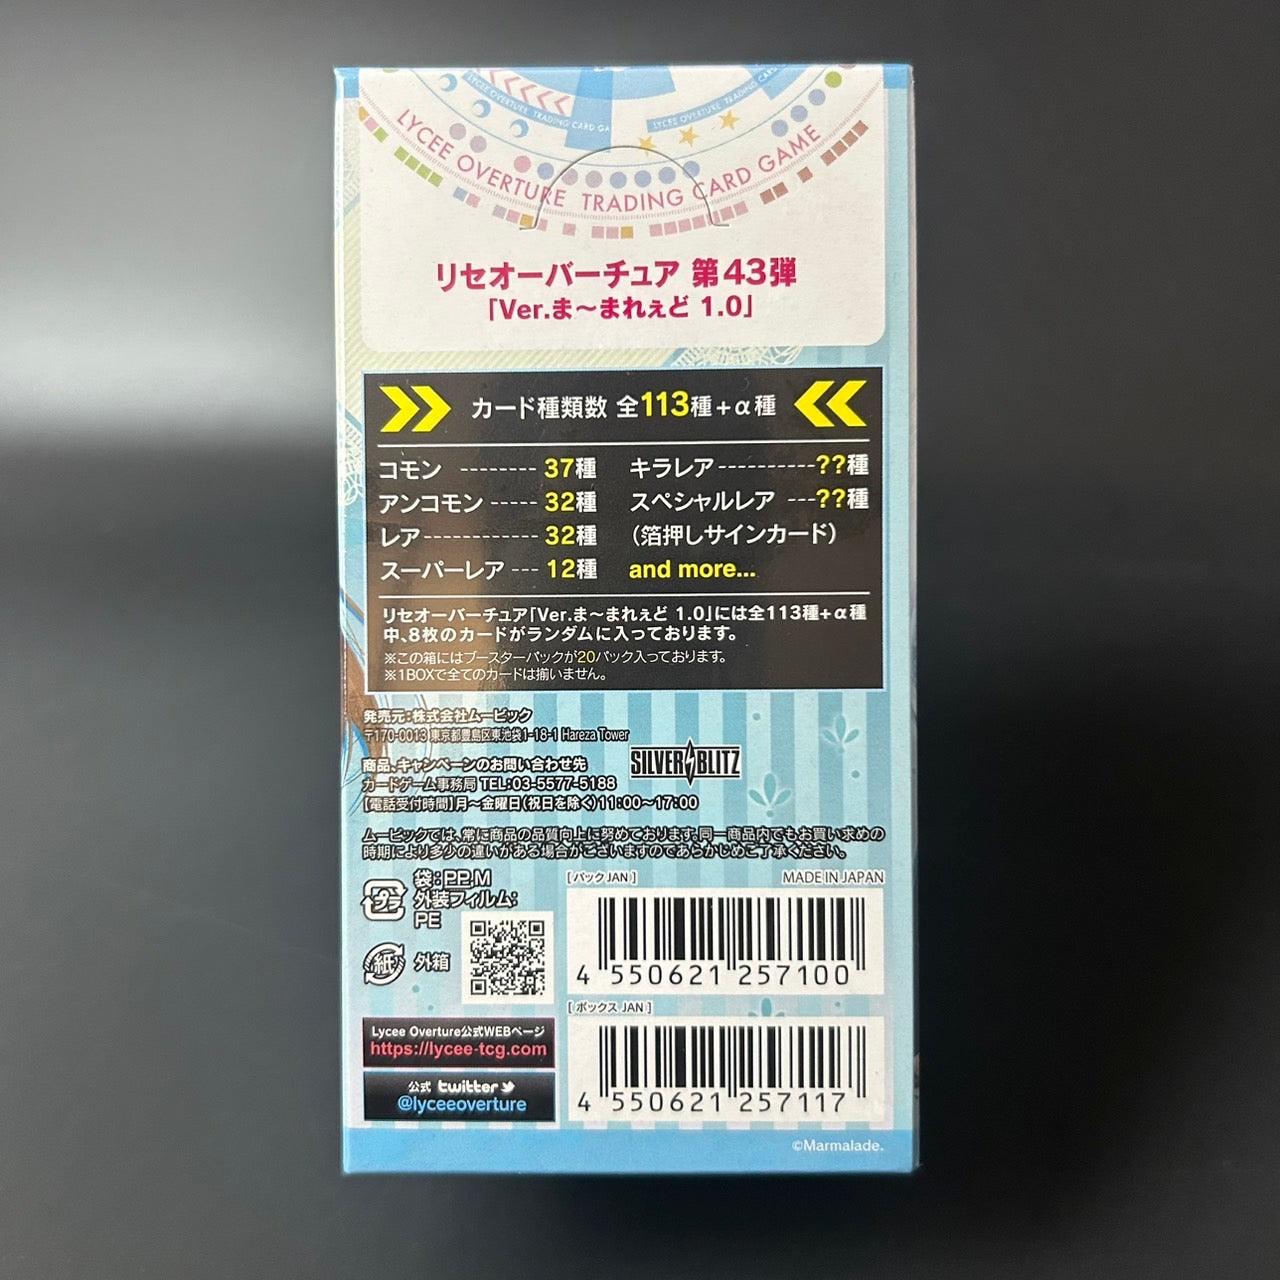 LYCEE OVERTURE TRADING CARD GA
LYCEE OVERTURE TRADING CARD
LYCEE OVERTURE TRADING CARD GAME
リセオーバーチュア 第43弾
「Ver.ま～まれぇど 1.0」
カード種類数 全113種+α種
コモン -------- 37種
アンコモン ----- 32種
レア------------ 32種
スーパーレア --- 12種
キラレア----------??種
スペシャルレア ---??種
(箔押しサインカード)
and more...
リセオーバーチュア「Ver.ま～まれぇど 1.0」には全113種+α種
中、8枚のカードがランダムに入っております。
※この箱にはブースターパックが20パック入っております。
※1BOXで全てのカードは揃いません。
発売元:株式会社ムービック
〒170-0013 東京都豊島区東池袋1-18-1 Hareza Tower
商品、キャンペーンのお問い合わせ先
カードゲーム事務局 TEL:03-5577-5188
【電話受付時間】月～金曜日(祝日を除く)11:00～17:00
SILVER BLITZ
ムービックでは、常に商品の品質向上に努めております。同一商品内でもお買い求めの
時期により多少の違いがある場合がございますのであらかじめご了承ください。
プラ
袋:PP,M
外装フィルム:
PE
紙
外箱
[パックJAN]
MADE IN JAPAN
4 550621 257100
[ボックス JAN]
4 550621 257117
Lycee Overture公式WEBページ
https://lycee-tcg.com
公式 twitter
@lyceeoverture
©Marmalade.